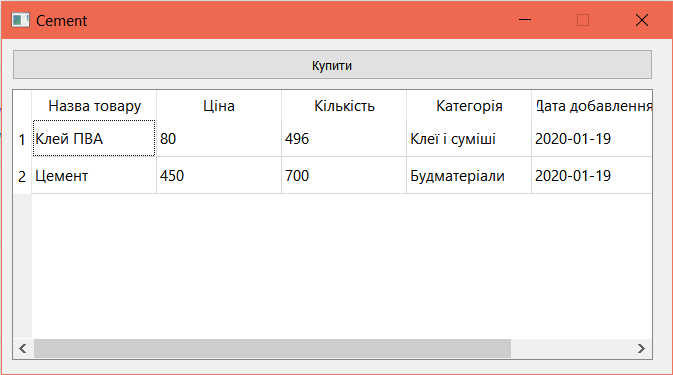 Cement
Купити
Назва товару Ціна Кількість Категорія Дата добавлення
1 Клей ПВА 80 496 Клеї і суміші 2020-01-19
2 Цемент 450 700 Будматеріали 2020-01-19